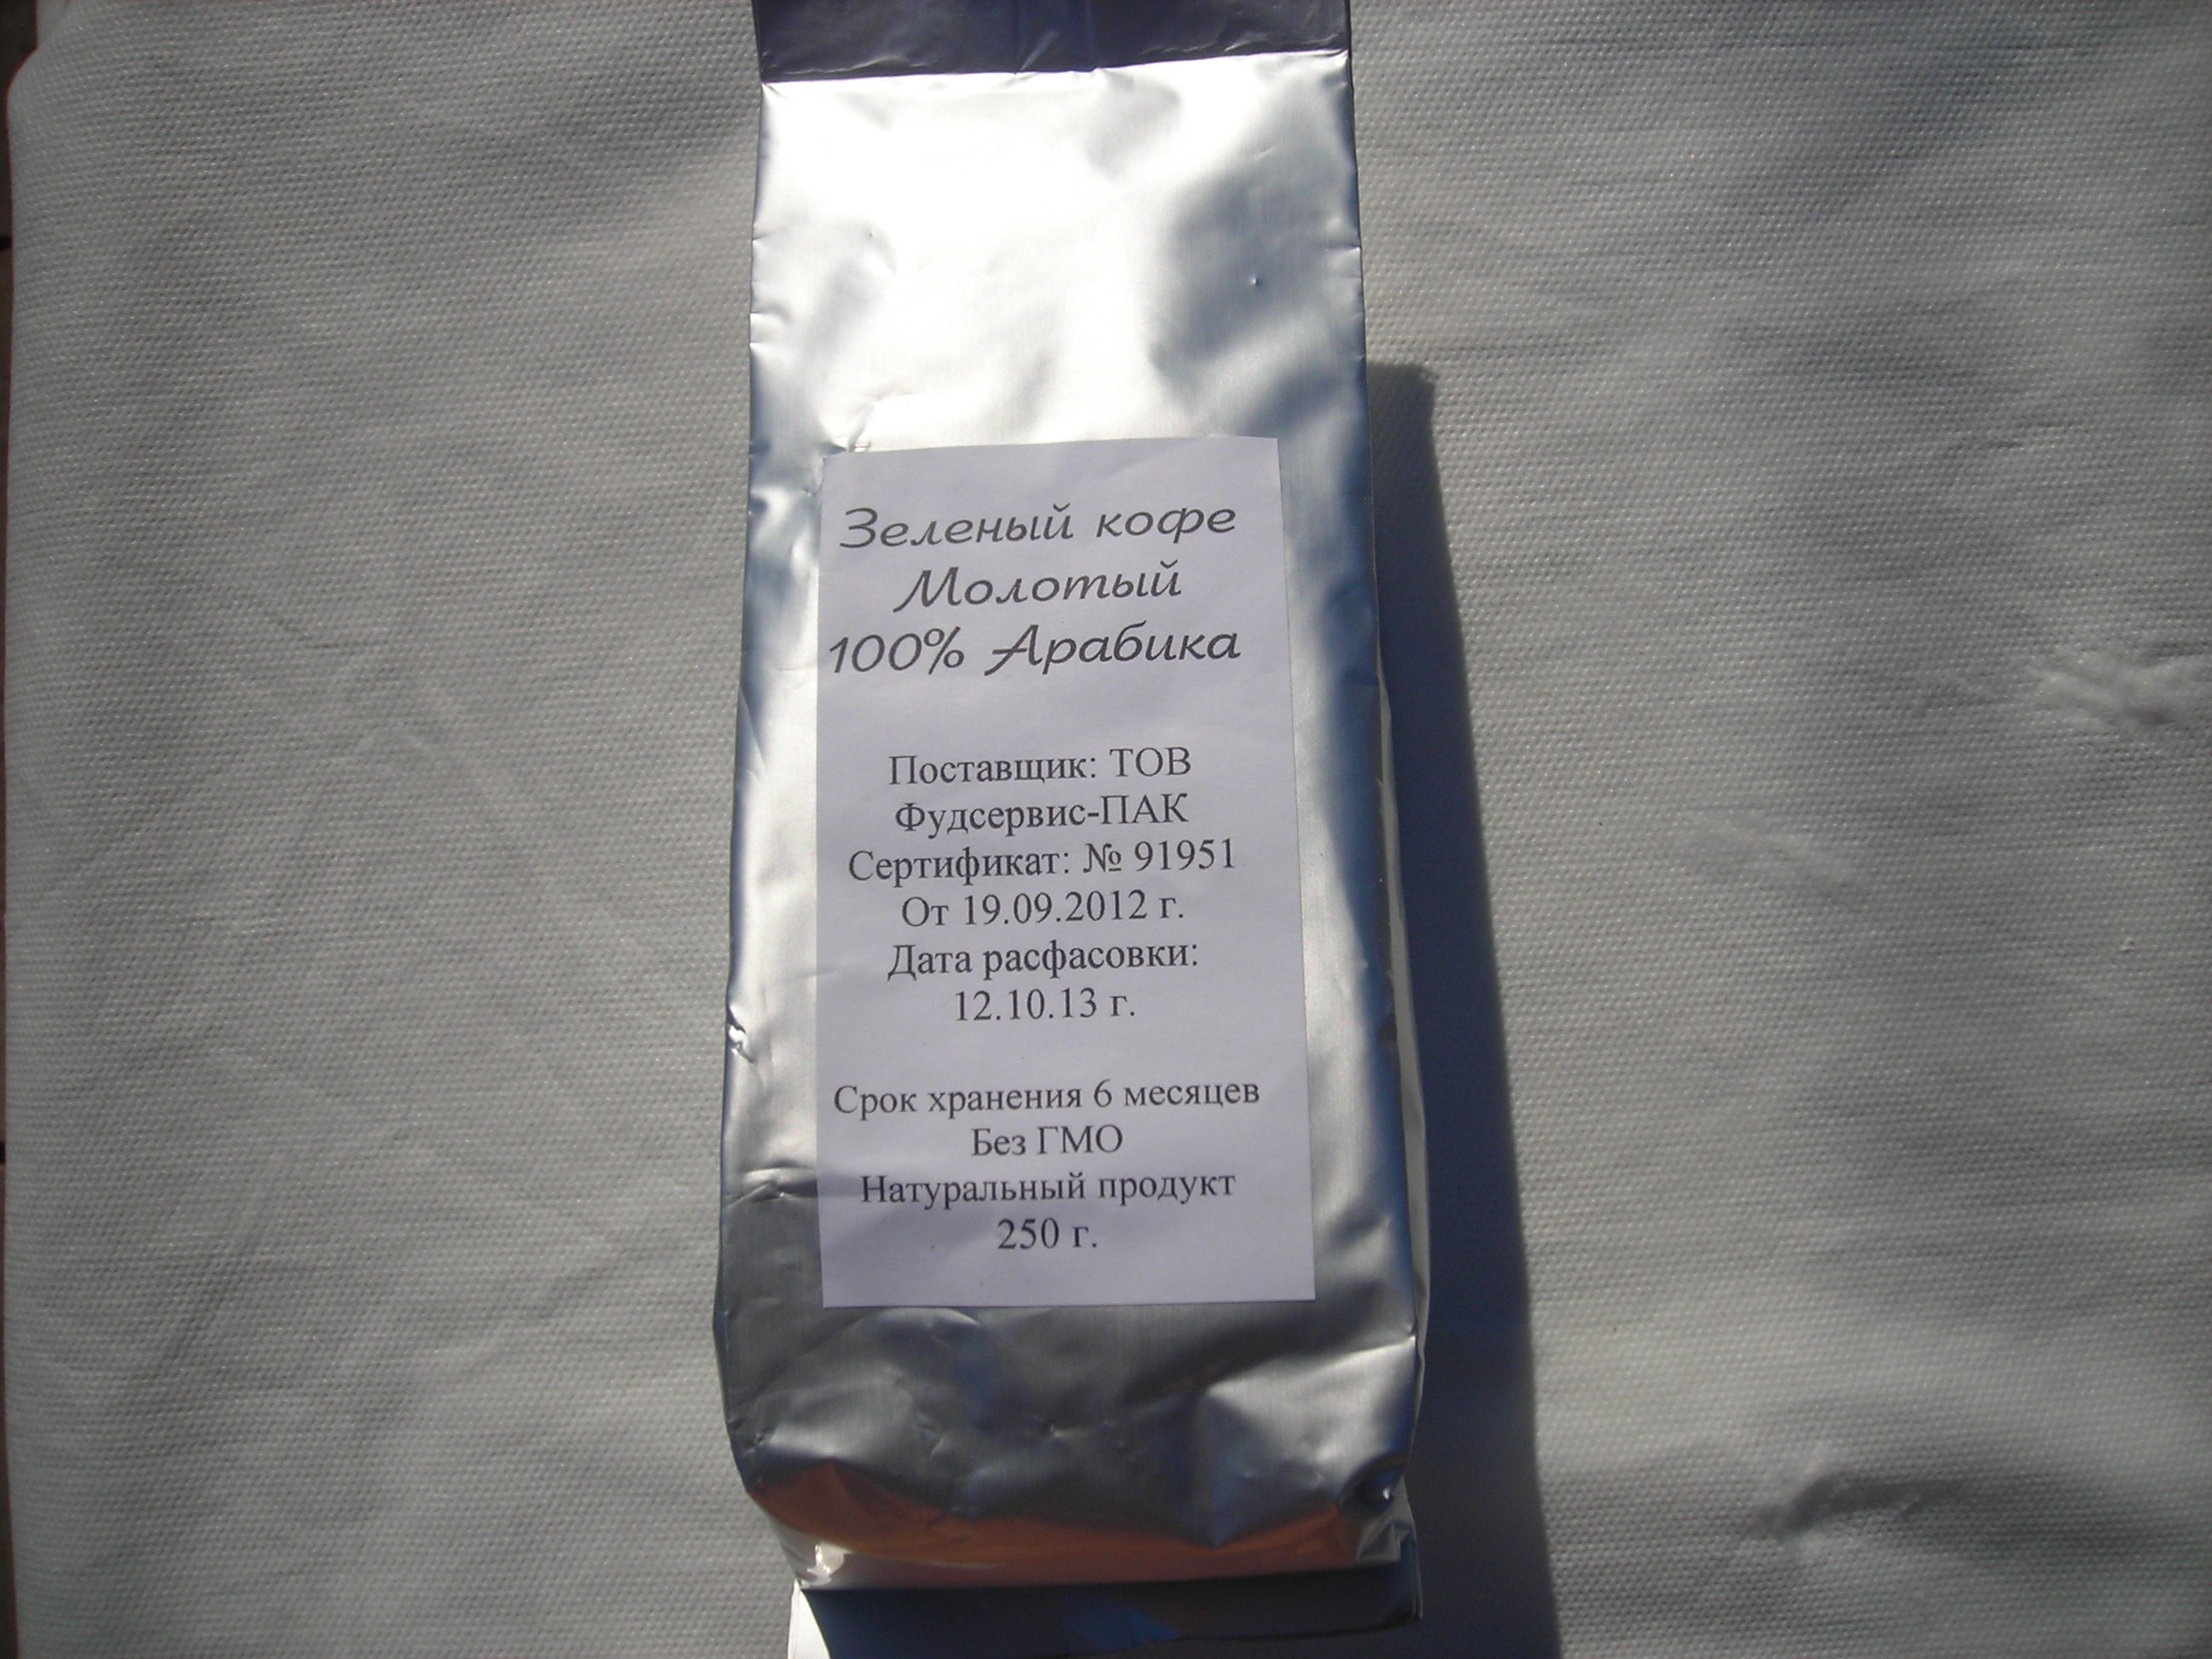 Зеленый кофе
Молотый
100% Арабика
Поставщик: ТОВ
Фудсервис-ПАК
Сертификат: № 91951
От 19.09.2012 г.
Дата расфасовки:
12.10.13 г.
Срок хранения 6 месяцев
Без ГМО
Натуральный продукт
250 г.